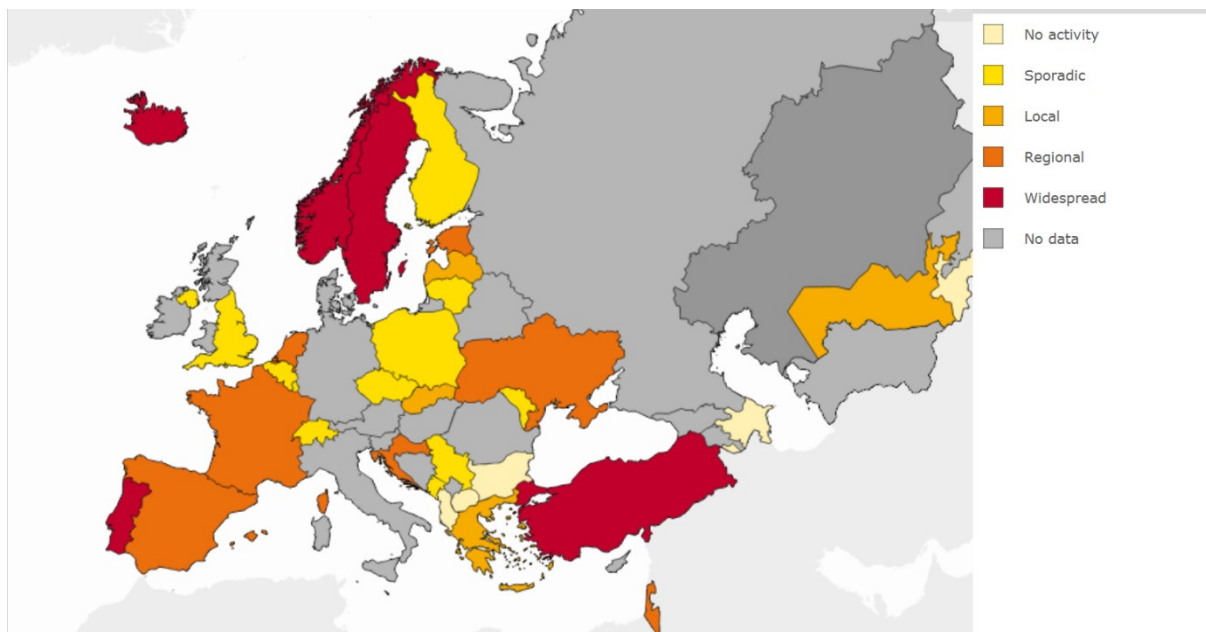 No activity
Sporadic
Local
Regional
Widespread
No data